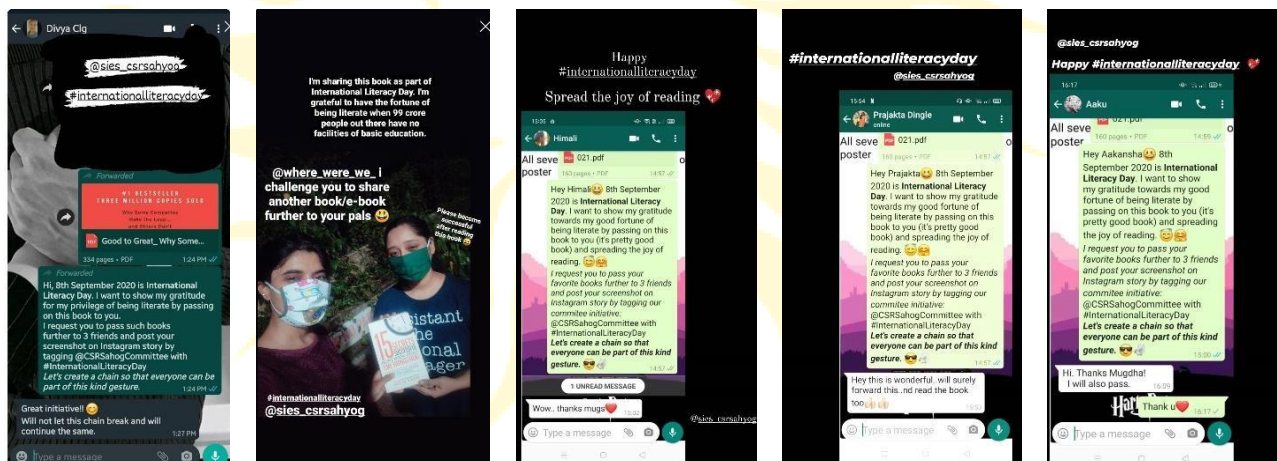 Divya Clg
@sies_csrsahyog
#internationalliteracyday
Forwarded
#1 BESTSELLER
THREE MILLION COPIES SOLD
Why Some Companies
Make the Leap...
and Others Don't
Good to Great_ Why Some...
334 pages • PDF 1:24 PM
Forwarded
Hi, 8th September 2020 is International
Literacy Day. I want to show my gratitude
for my privilege of being literate by passing
on this book to you.
I request you to pass such books
further to 3 friends and post your
screenshot on Instagram story by
tagging @CSRSahogCommittee with
#InternationalLiteracyDay
Let's create a chain so that everyone can be
part of this kind gesture. 1:24 PM
Great initiative!! 😊
Will not let this chain break and will
continue the same. 1:27 PM
Type a message
I'm sharing this book as part of
International Literacy Day. I'm
grateful to have the fortune of
being literate when 99 crore
people out there have no
facilities of basic education.
@where_were_we_ i
challenge you to share
another book/e-book
further to your pals 😃
Please become
successful
after reading
this book
15
#internationalliteracyday
@sies_csrsahyog
Happy
#internationalliteracyday
Spread the joy of reading 💖
Himali
All seve
poster
021.pdf
160 pages • PDF 14:57
Hey Himali😀 8th September
2020 is International Literacy
Day. I want to show my gratitude
towards my good fortune of
being literate by passing on this
book to you (it's pretty good
book) and spreading the joy of
reading. 😇🤗
I request you to pass your
favorite books further to 3 friends
and post your screenshot on
Instagram story by tagging our
commitee initiative:
@CSRSahogCommittee with
#InternationalLiteracyDay
Let's create a chain so that
everyone can be part of this kind
gesture. 14:57
1 UNREAD MESSAGE
Wow.. thanks mugs❤️
Type a message
@sies_csrsahyog
#internationalliteracyday
@sies_csrsahyog
15:54
Prajakta Dingle
online
All seve
poster
021.pdf
160 pages • PDF 14:57
Hey Prajakta😀 8th September
2020 is International Literacy
Day. I want to show my gratitude
towards my good fortune of
being literate by passing on this
book to you (it's pretty good
book) and spreading the joy of
reading. 😇🤗
I request you to pass your
favorite books further to 3 friends
and post your screenshot on
Instagram story by tagging our
commitee initiative:
@CSRSahogCommittee with
#InternationalLiteracyDay
Let's create a chain so that
everyone can be part of this kind
gesture. 14:57
Hey this is wonderful..will surely
forward this..nd read the book
too👍🏻👍🏻
Type a message
@sies_csrsahyog
Happy #internationalliteracyday 💖
16:17
Aaku
All seve
poster
021.pdf
160 pages • PDF 14:59
Hey Aakansha😀 8th
September 2020 is International
Literacy Day. I want to show
my gratitude towards my good
fortune of being literate by
passing on this book to you (it's
pretty good book) and spreading
the joy of reading. 😇🤗
I request you to pass your
favorite books further to 3 friends
and post your screenshot on
Instagram story by tagging our
commitee initiative:
@CSRSahogCommittee with
#InternationalLiteracyDay
Let's create a chain so that
everyone can be part of this kind
gesture. 15:00
Hi. Thanks Mugdha!
I will also pass. 16:09
Thank u❤️ 16:17
Type a message